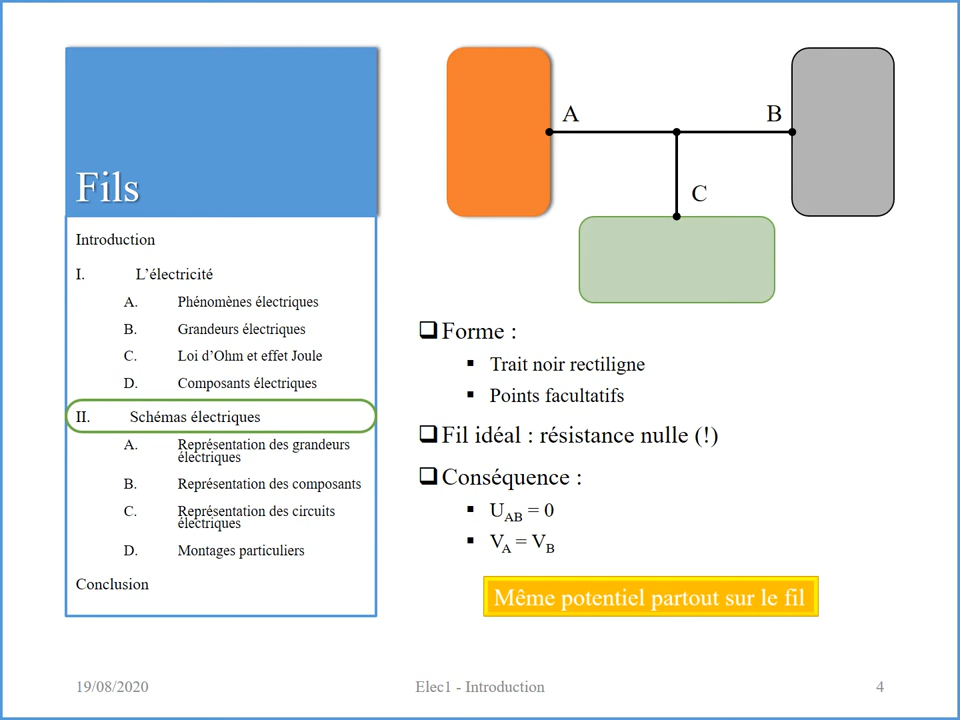 Fils
Introduction
I. L’électricité
A. Phénomènes électriques
B. Grandeurs électriques
C. Loi d’Ohm et effet Joule
D. Composants électriques
II. Schémas électriques
A. Représentation des grandeurs
électriques
B. Représentation des composants
C. Représentation des circuits
électriques
D. Montages particuliers
Conclusion
A
B
C
Forme :
Trait noir rectiligne
Points facultatifs
Fil idéal : résistance nulle (!)
Conséquence :
UAB = 0
VA = VB
Même potentiel partout sur le fil
19/08/2020
Elec1 - Introduction
4